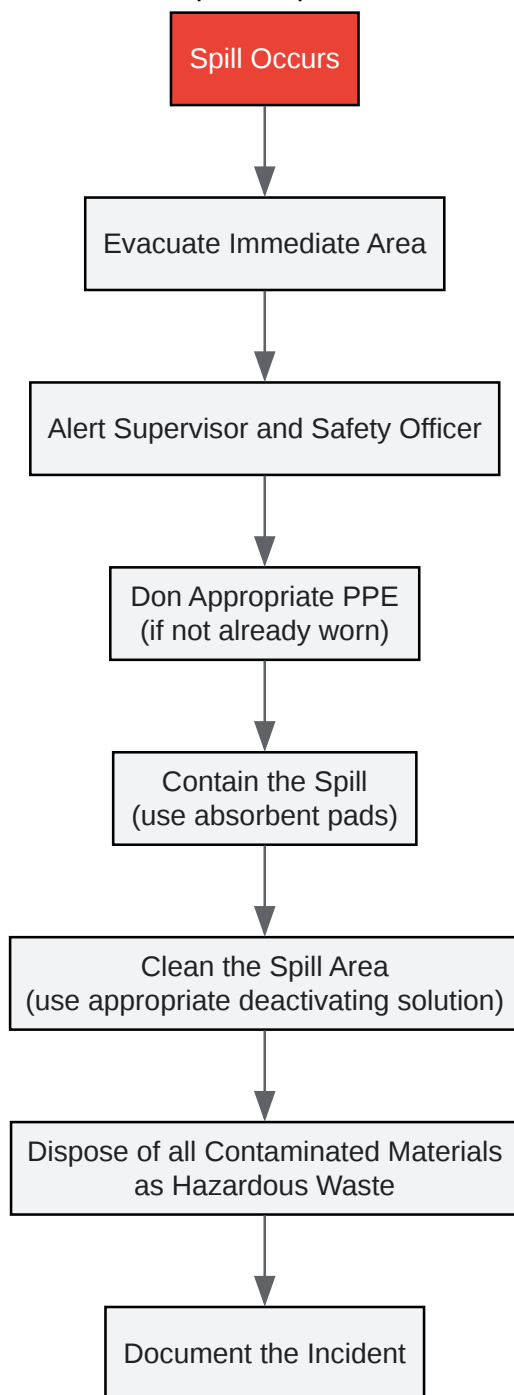 Spill Occurs
Evacuate Immediate Area
Alert Supervisor and Safety Officer
Don Appropriate PPE
(if not already worn)
Contain the Spill
(use absorbent pads)
Clean the Spill Area
(use appropriate deactivating solution)
Dispose of all Contaminated Materials
as Hazardous Waste
Document the Incident